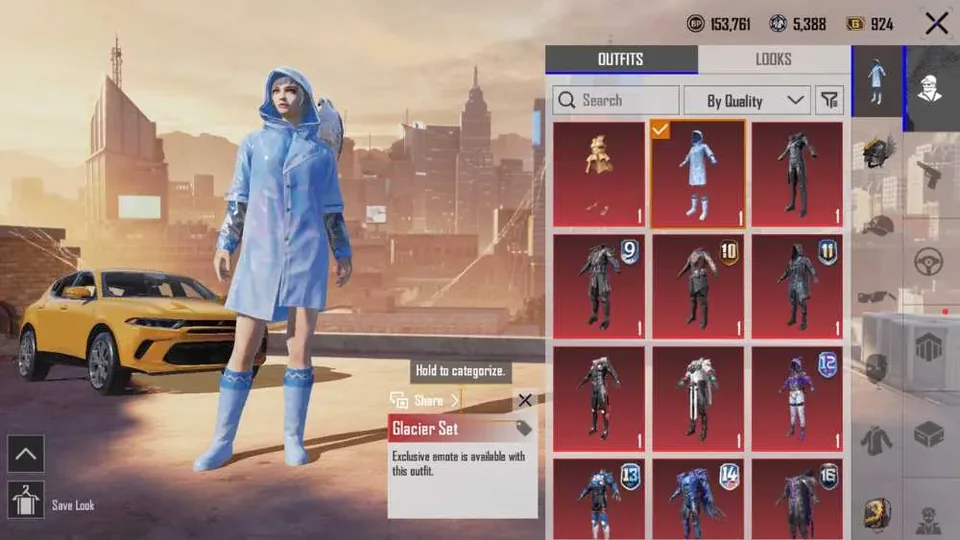 153,761
5,388
924
OUTFITS
LOOKS
Search
By Quality
1
1
1
9
10
11
1
1
1
12
1
1
1
13
14
16
Hold to categorize.
Share
Glacier Set
Exclusive emote is available with
this outfit.
Save Look